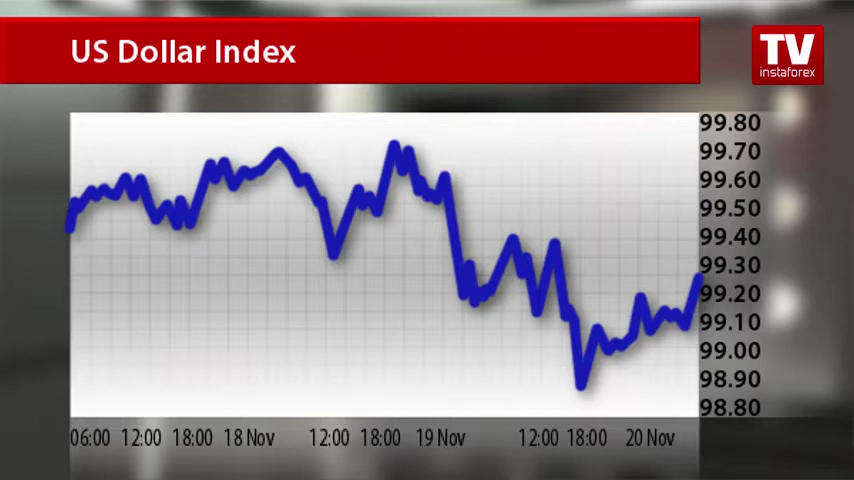 US Dollar Index
TV
instaforex
99.80
99.70
99.60
99.50
99.40
99.30
99.20
99.10
99.00
98.90
98.80
06:00 12:00 18:00 18 Nov 12:00 18:00 19 Nov 12:00 18:00 20 Nov